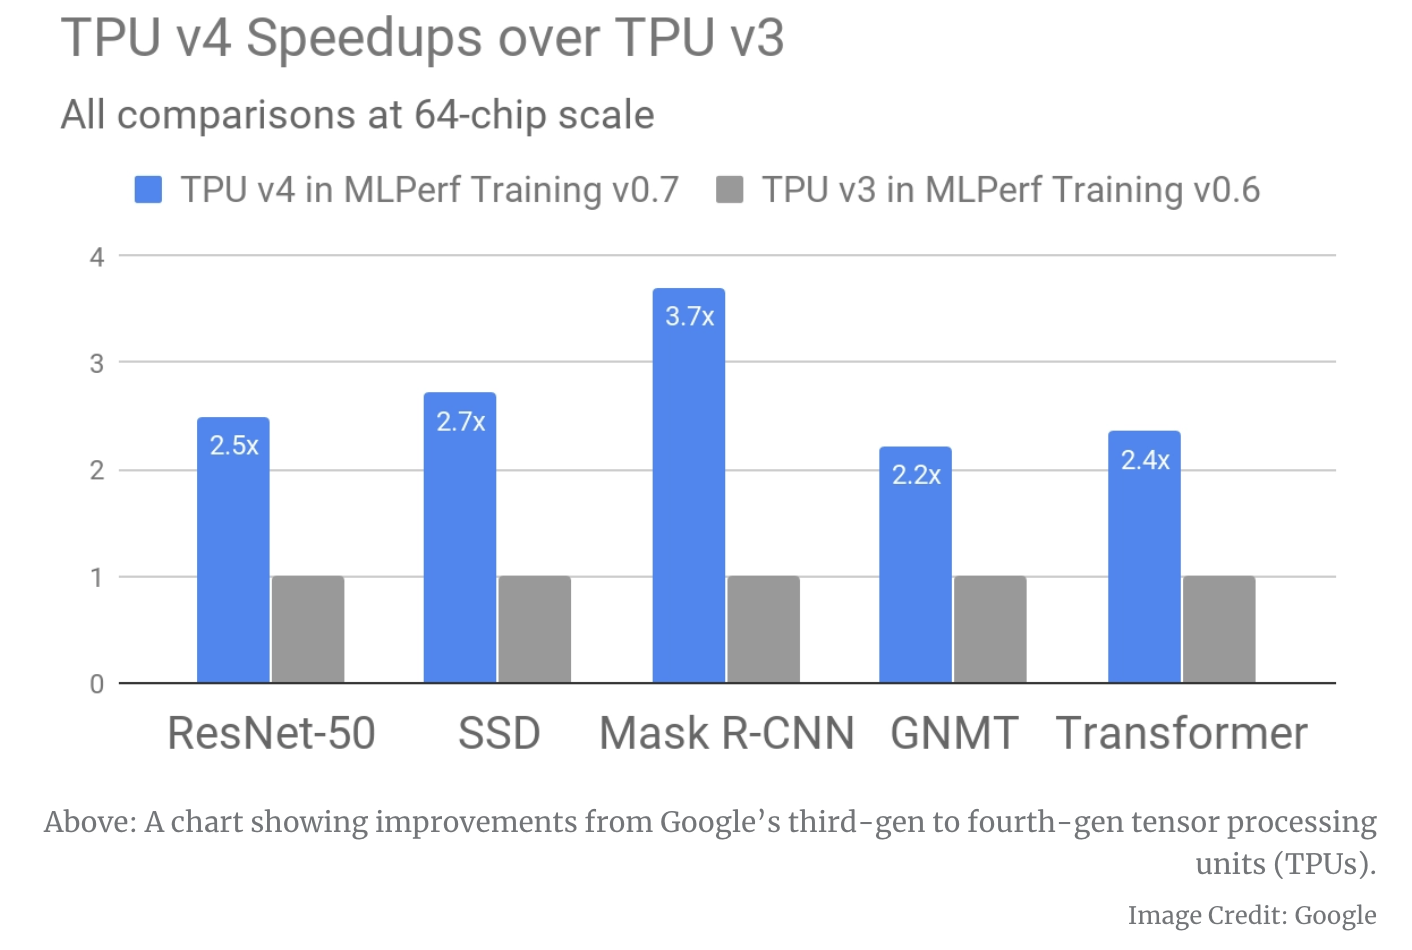 TPU v4 Speedups over TPU v3
All comparisons at 64-chip scale
TPU v4 in MLPerf Training v0.7 TPU v3 in MLPerf Training v0.6
4
3
2
1
0
2.5x
2.7x
3.7x
2.2x
2.4x
ResNet-50 SSD Mask R-CNN GNMT Transformer
Above: A chart showing improvements from Google’s third-gen to fourth-gen tensor processing
units (TPUs).
Image Credit: Google